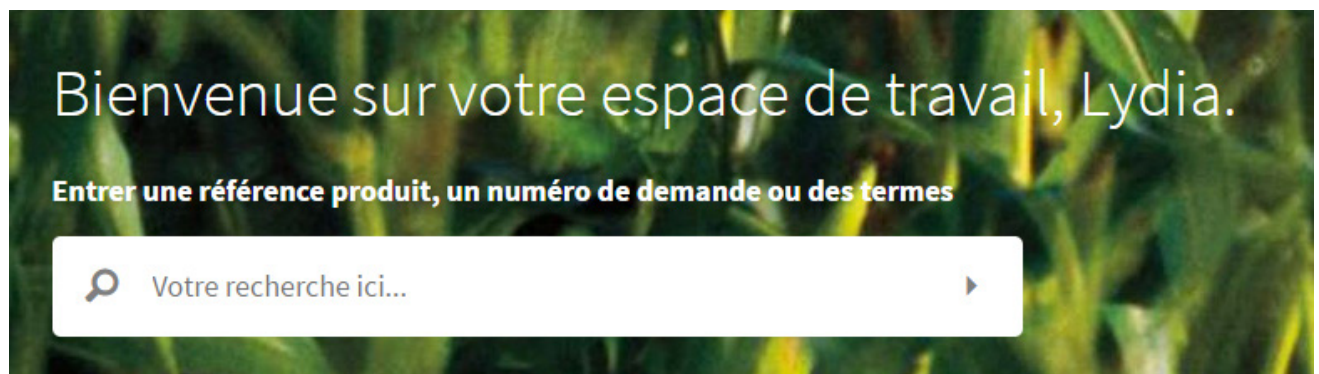 Bienvenue sur votre espace de travail, Lydia.
Entrer une référence produit, un numéro de demande ou des termes
Votre recherche ici...